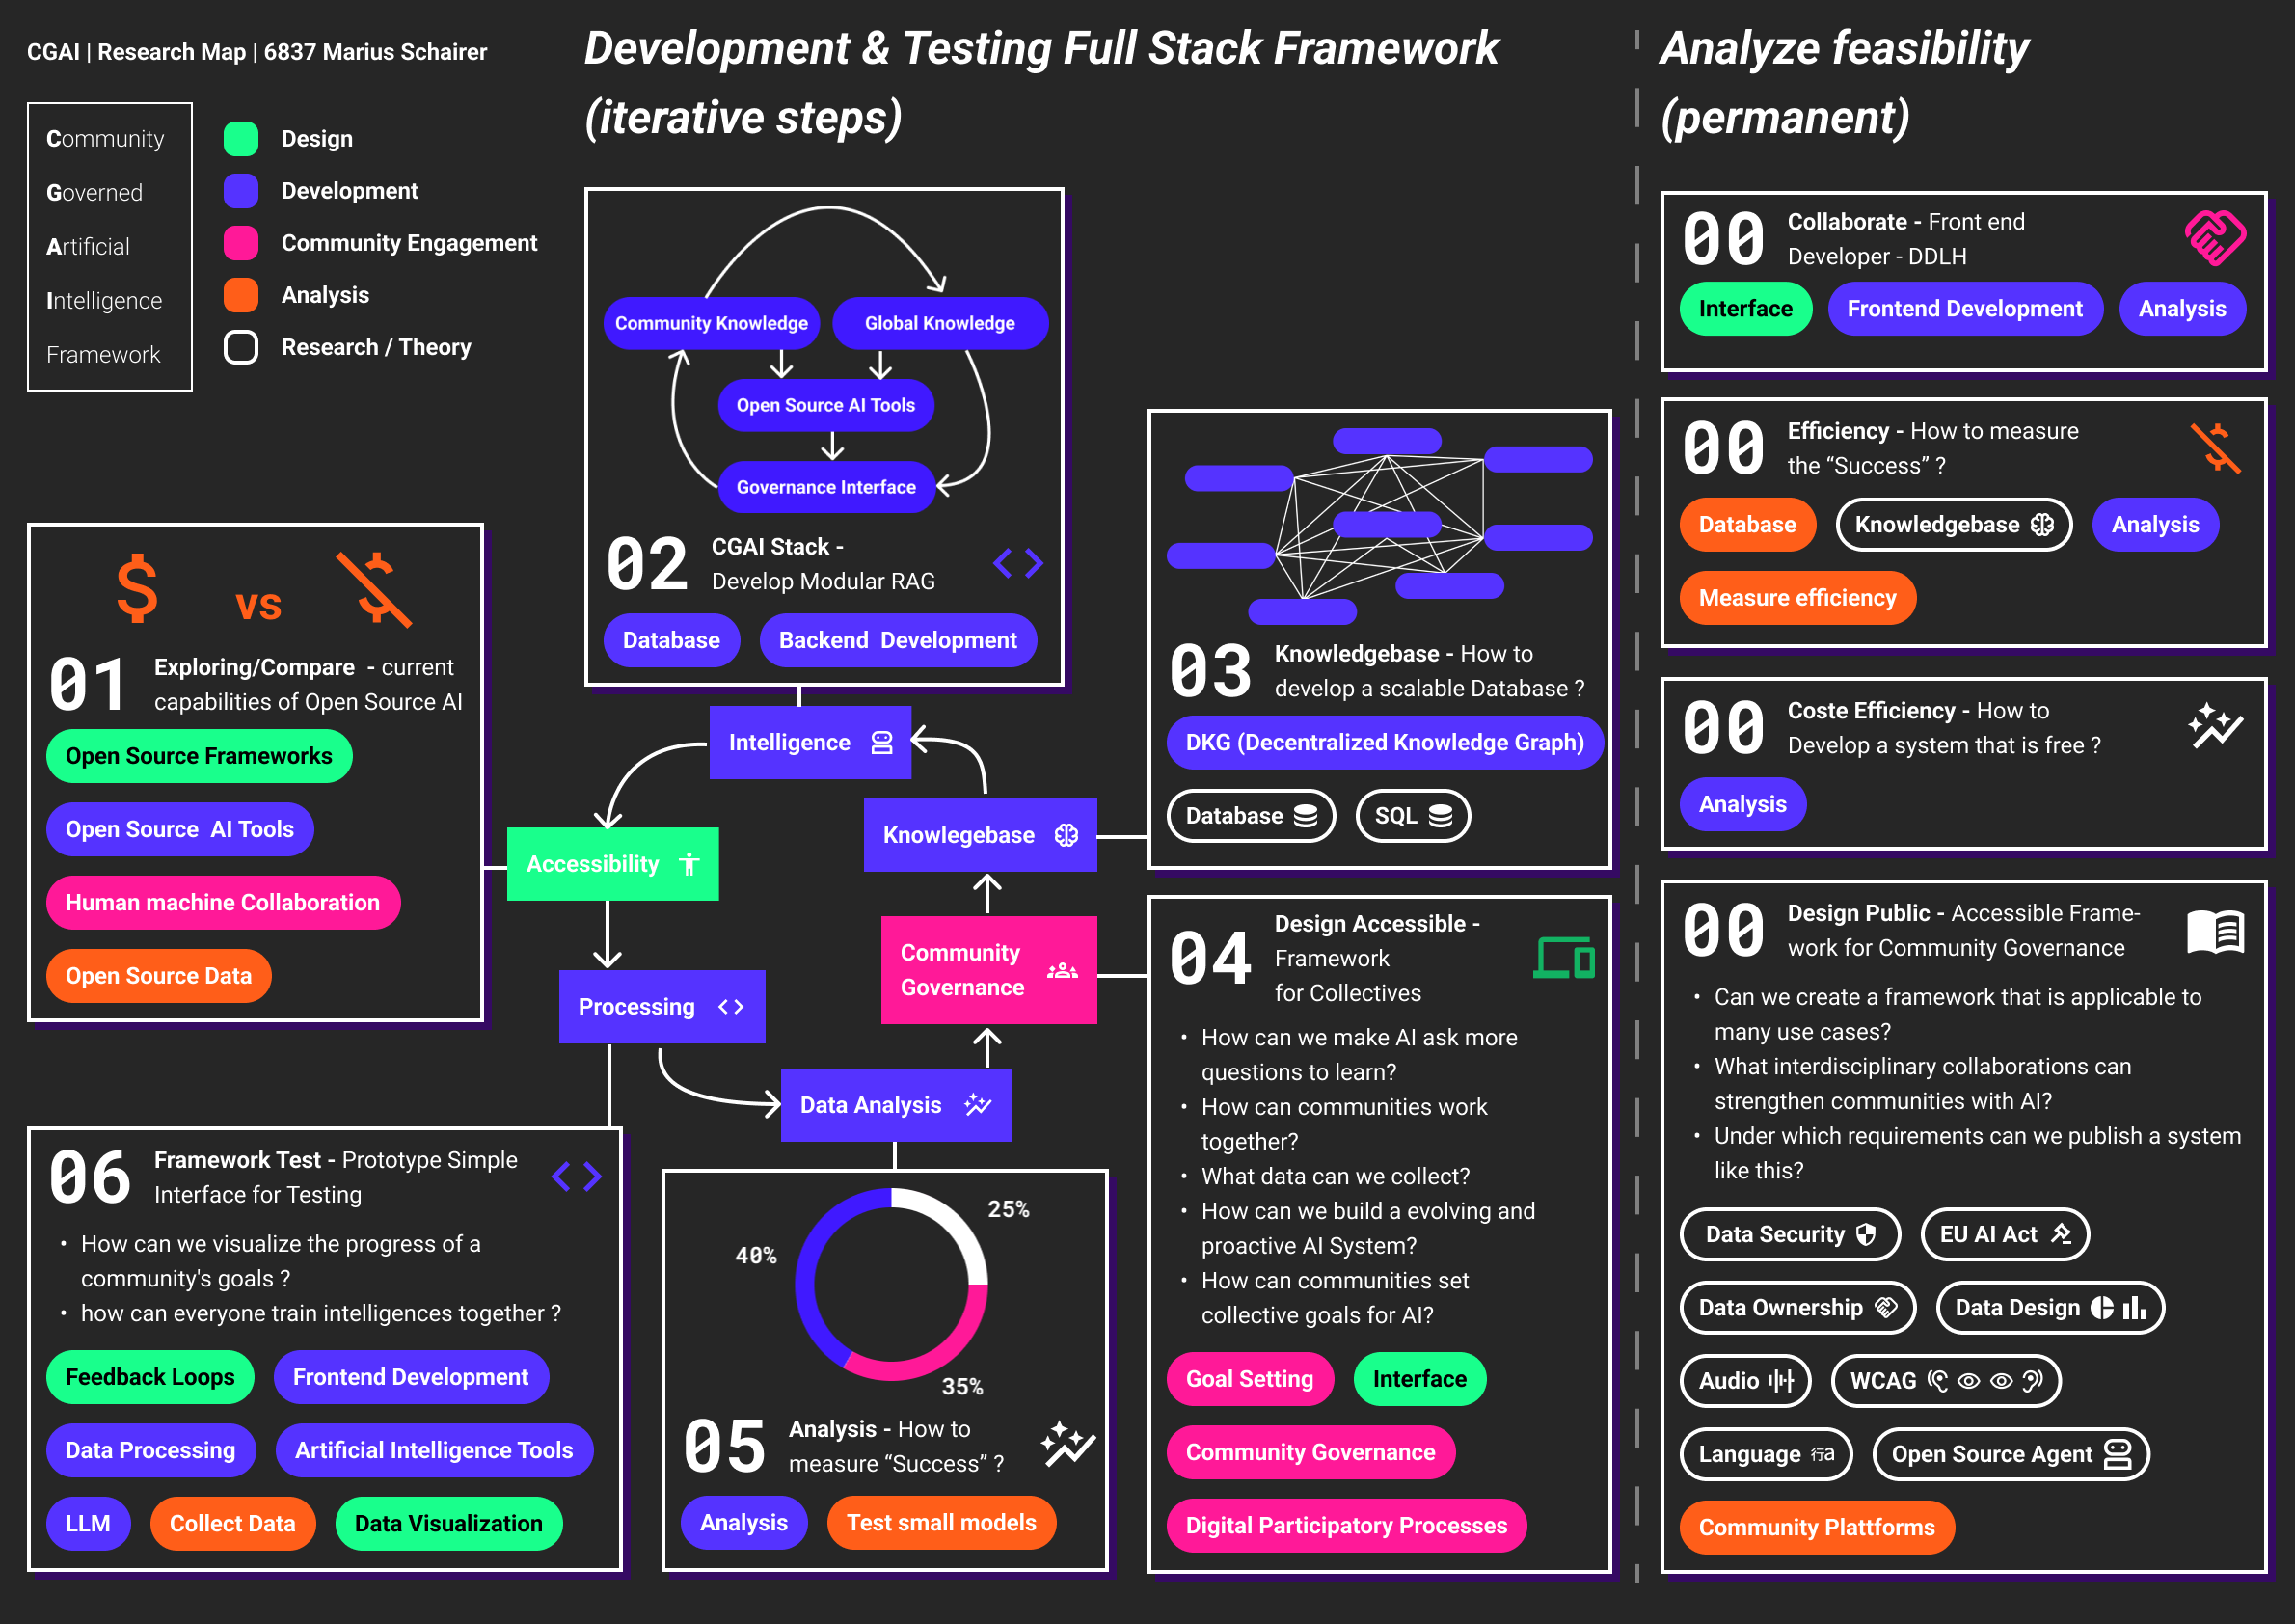 CGAI | Research Map | 6837 Marius Schairer
Community
Governed
Artificial
Intelligence
Framework
Design
Development
Community Engagement
Analysis
Research / Theory
Development & Testing Full Stack Framework
(iterative steps)
Analyze feasibility
(permanent)
$ vs $
01
Exploring/Compare - current
capabilities of Open Source AI
Open Source Frameworks
Open Source AI Tools
Human machine Collaboration
Open Source Data
Community Knowledge
Global Knowledge
Open Source AI Tools
Governance Interface
02
CGAI Stack -
Develop Modular RAG
Database
Backend Development
Intelligence
Accessibility
Processing
Data Analysis
Community
Governance
Knowlegebase
03
Knowledgebase - How to
develop a scalable Database ?
DKG (Decentralized Knowledge Graph)
Database
SQL
04
Design Accessible -
Framework
for Collectives
• How can we make AI ask more
questions to learn?
• How can communities work
together?
• What data can we collect?
• How can we build a evolving and
proactive AI System?
• How can communities set
collective goals for AI?
Goal Setting
Interface
Community Governance
Digital Participatory Processes
25%
40%
35%
05
Analysis - How to
measure “Success” ?
Analysis
Test small models
06
Framework Test - Prototype Simple
Interface for Testing
• How can we visualize the progress of a
community's goals ?
• how can everyone train intelligences together ?
Feedback Loops
Frontend Development
Data Processing
Artificial Intelligence Tools
LLM
Collect Data
Data Visualization
00
Collaborate - Front end
Developer - DDLH
Interface
Frontend Development
Analysis
00
Efficiency - How to measure
the “Success” ?
Database
Knowledgebase
Analysis
Measure efficiency
00
Coste Efficiency - How to
Develop a system that is free ?
Analysis
00
Design Public - Accessible Frame-
work for Community Governance
• Can we create a framework that is applicable to
many use cases?
• What interdisciplinary collaborations can
strengthen communities with AI?
• Under which requirements can we publish a system
like this?
Data Security
EU AI Act
Data Ownership
Data Design
Audio
WCAG
Language
Open Source Agent
Community Plattforms